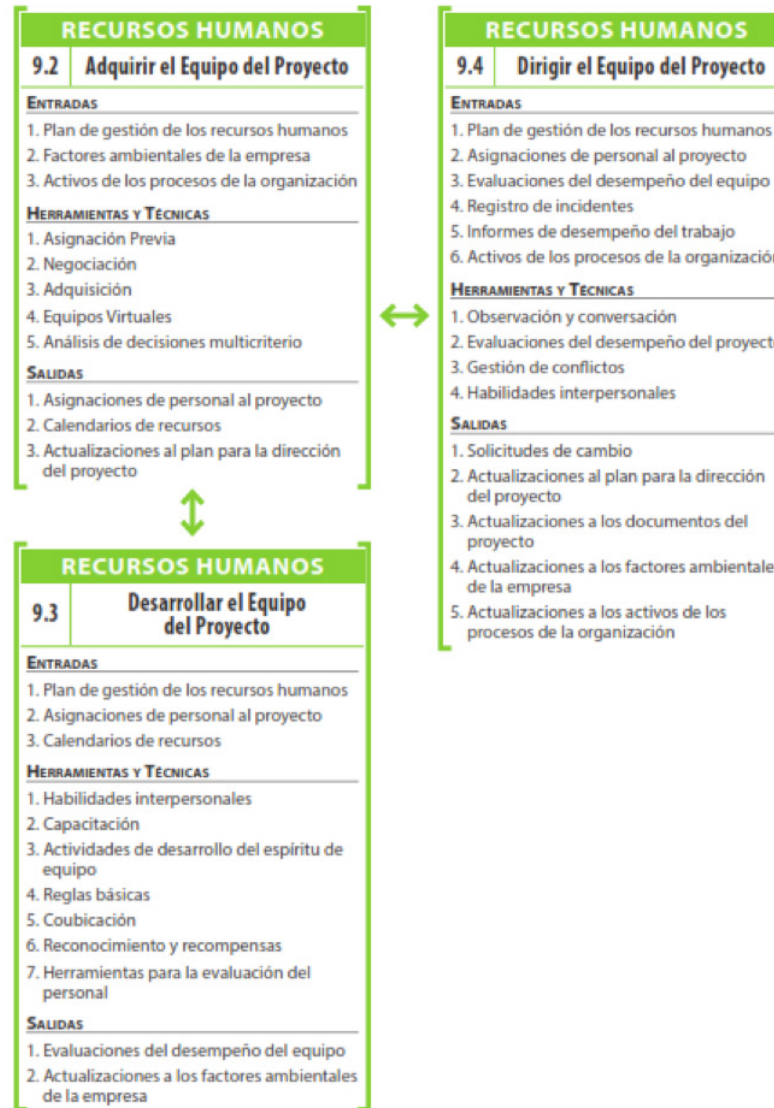 RECURSOS HUMANOS
9.2 Adquirir el Equipo del Proyecto
ENTRADAS
1. Plan de gestión de los recursos humanos
2. Factores ambientales de la empresa
3. Activos de los procesos de la organización
HERRAMIENTAS Y TÉCNICAS
1. Asignación Previa
2. Negociación
3. Adquisición
4. Equipos Virtuales
5. Análisis de decisiones multicriterio
SALIDAS
1. Asignaciones de personal al proyecto
2. Calendarios de recursos
3. Actualizaciones al plan para la dirección
del proyecto
RECURSOS HUMANOS
9.3 Desarrollar el Equipo
del Proyecto
ENTRADAS
1. Plan de gestión de los recursos humanos
2. Asignaciones de personal al proyecto
3. Calendarios de recursos
HERRAMIENTAS Y TÉCNICAS
1. Habilidades interpersonales
2. Capacitación
3. Actividades de desarrollo del espíritu de
equipo
4. Reglas básicas
5. Coubicación
6. Reconocimiento y recompensas
7. Herramientas para la evaluación del
personal
SALIDAS
1. Evaluaciones del desempeño del equipo
2. Actualizaciones a los factores ambientales
de la empresa
RECURSOS HUMANOS
9.4 Dirigir el Equipo del Proyecto
ENTRADAS
1. Plan de gestión de los recursos humanos
2. Asignaciones de personal al proyecto
3. Evaluaciones del desempeño del equipo
4. Registro de incidentes
5. Informes de desempeño del trabajo
6. Activos de los procesos de la organización
HERRAMIENTAS Y TÉCNICAS
1. Observación y conversación
2. Evaluaciones del desempeño del proyect
3. Gestión de conflictos
4. Habilidades interpersonales
SALIDAS
1. Solicitudes de cambio
2. Actualizaciones al plan para la dirección
del proyecto
3. Actualizaciones a los documentos del
proyecto
4. Actualizaciones a los factores ambientale
de la empresa
5. Actualizaciones a los activos de los
procesos de la organización